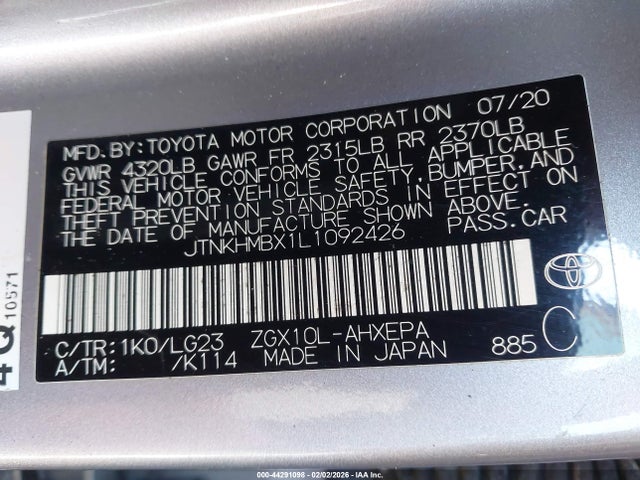 MFD. BY: TOYOTA MOTOR CORPORATION 07/20
GVWR 4320LB GAWR FR 2315LB RR 2370LB
THIS VEHICLE CONFORMS TO ALL APPLICABLE
FEDERAL MOTOR VEHICLE SAFETY, BUMPER, AND
THEFT PREVENTION STANDARDS IN EFFECT ON
THE DATE OF MANUFACTURE SHOWN ABOVE.
JTNKHMBX1L1092426 PASS.CAR
C/TR: 1K0/LG23 ZGX10L-AHXEPA
A/TM: /K114 MADE IN JAPAN 885 C
4Q 10571
000-44291098 - 02/02/2026 - IAA Inc.